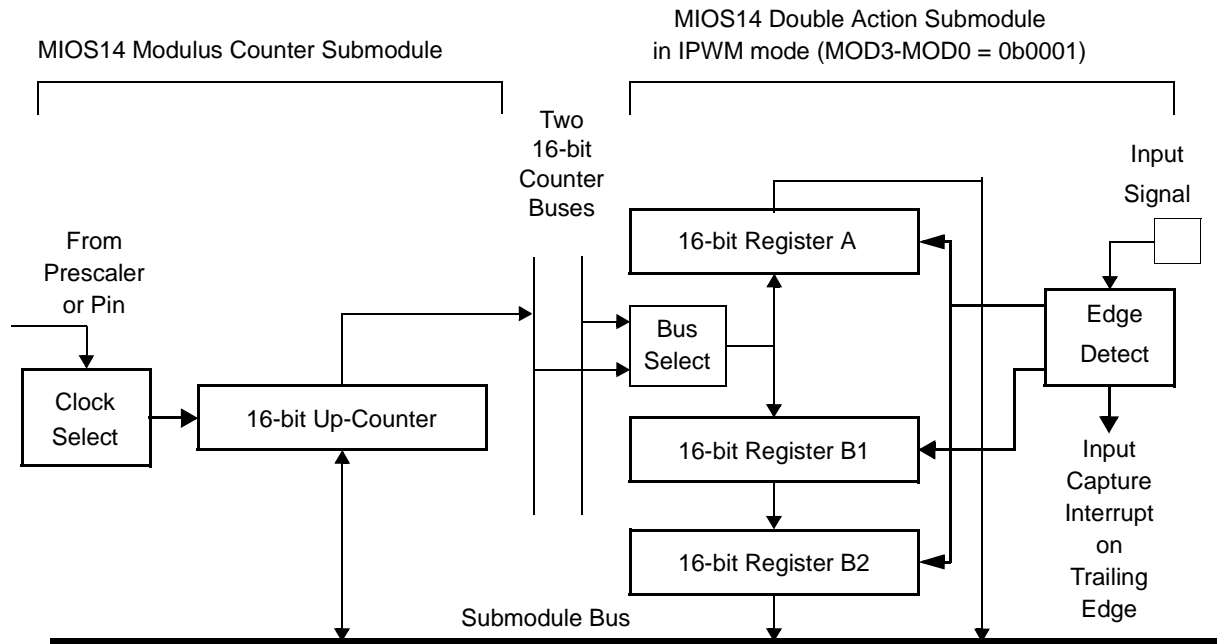 MIOS14 Modulus Counter Submodule
MIOS14 Double Action Submodule
in IPWM mode (MOD3-MOD0 = 0b0001)
Two
16-bit
Counter
Buses
Input
Signal
From
Prescaler
or Pin
16-bit Register A
Bus
Select
Edge
Detect
Clock
Select
16-bit Up-Counter
16-bit Register B1
Input
Capture
Interrupt
on
Trailing
Edge
16-bit Register B2
Submodule Bus